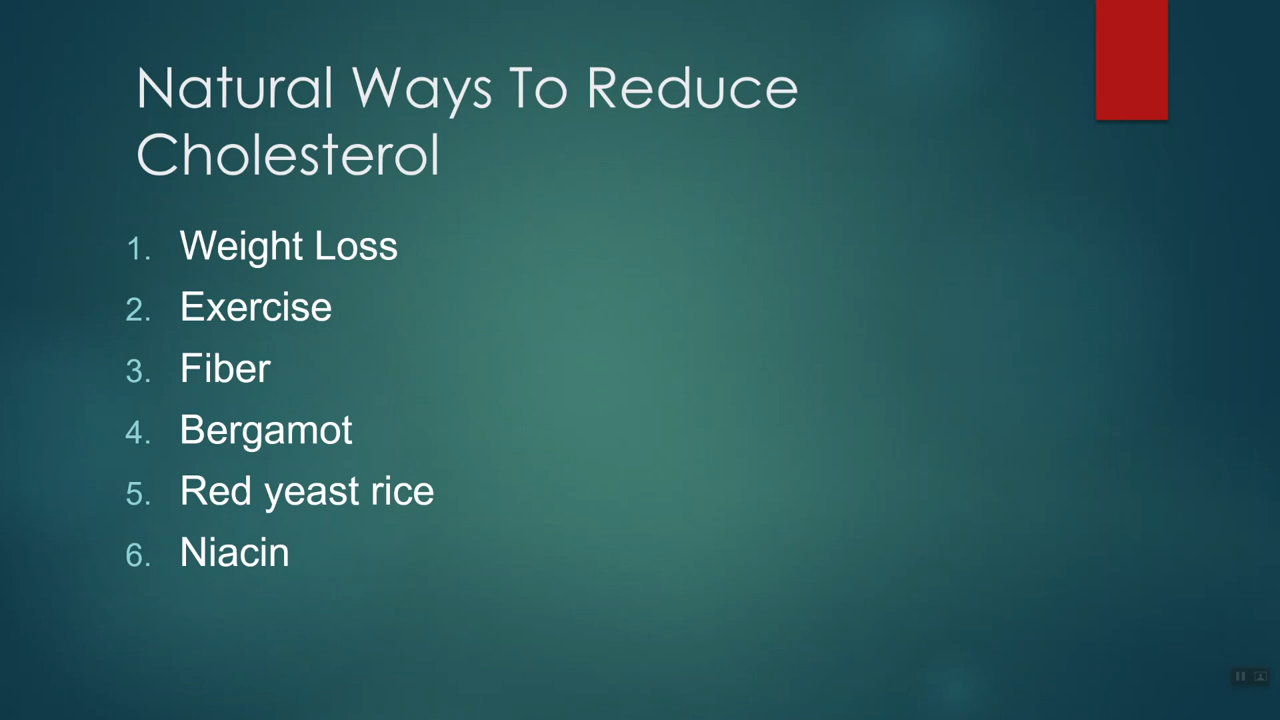 Natural Ways To Reduce
Cholesterol
1. Weight Loss
2. Exercise
3. Fiber
4. Bergamot
5. Red yeast rice
6. Niacin